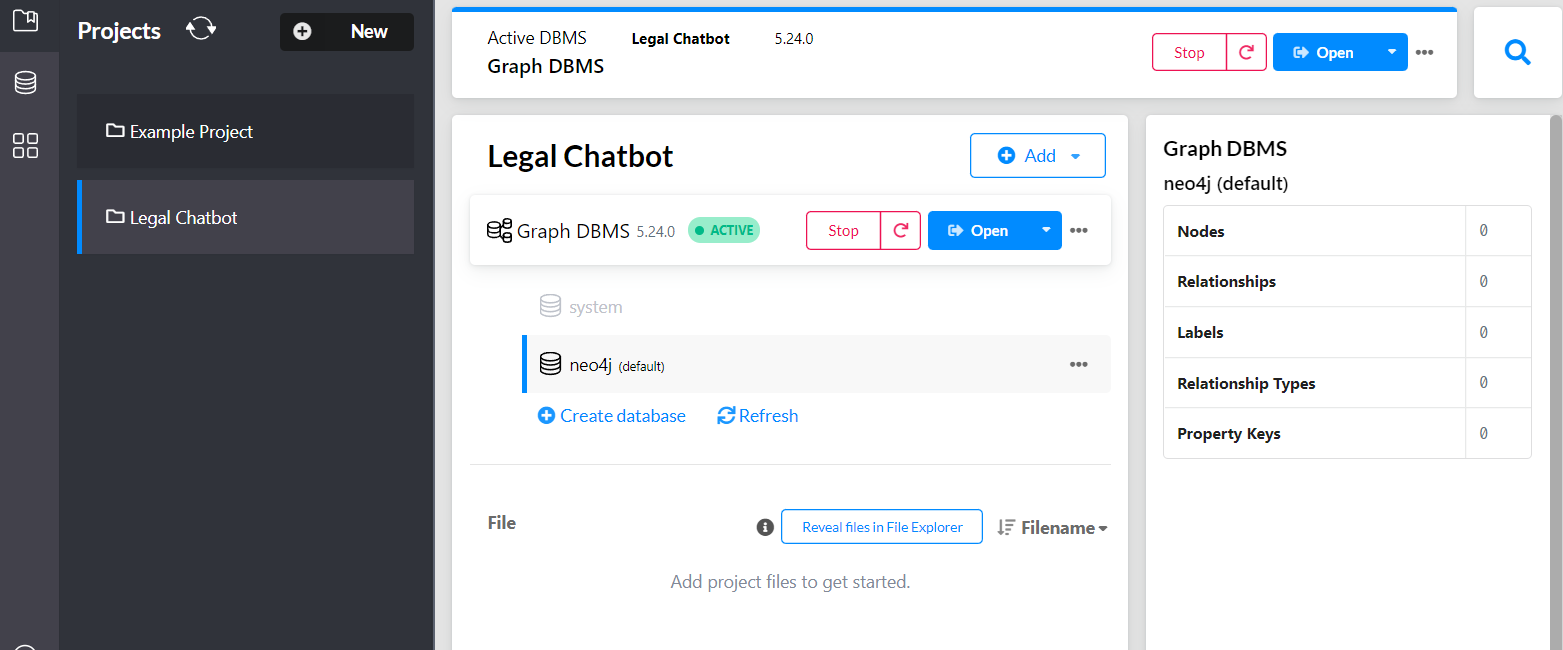 Projects
New
Example Project
Legal Chatbot
Active DBMS Legal Chatbot 5.24.0
Graph DBMS
Stop Open
Legal Chatbot
Add
Graph DBMS 5.24.0 ACTIVE Stop Open
system
neo4j (default)
Create database Refresh
File Reveal files in File Explorer Filename
Add project files to get started.
Graph DBMS
neo4j (default)
Nodes 0
Relationships 0
Labels 0
Relationship Types 0
Property Keys 0